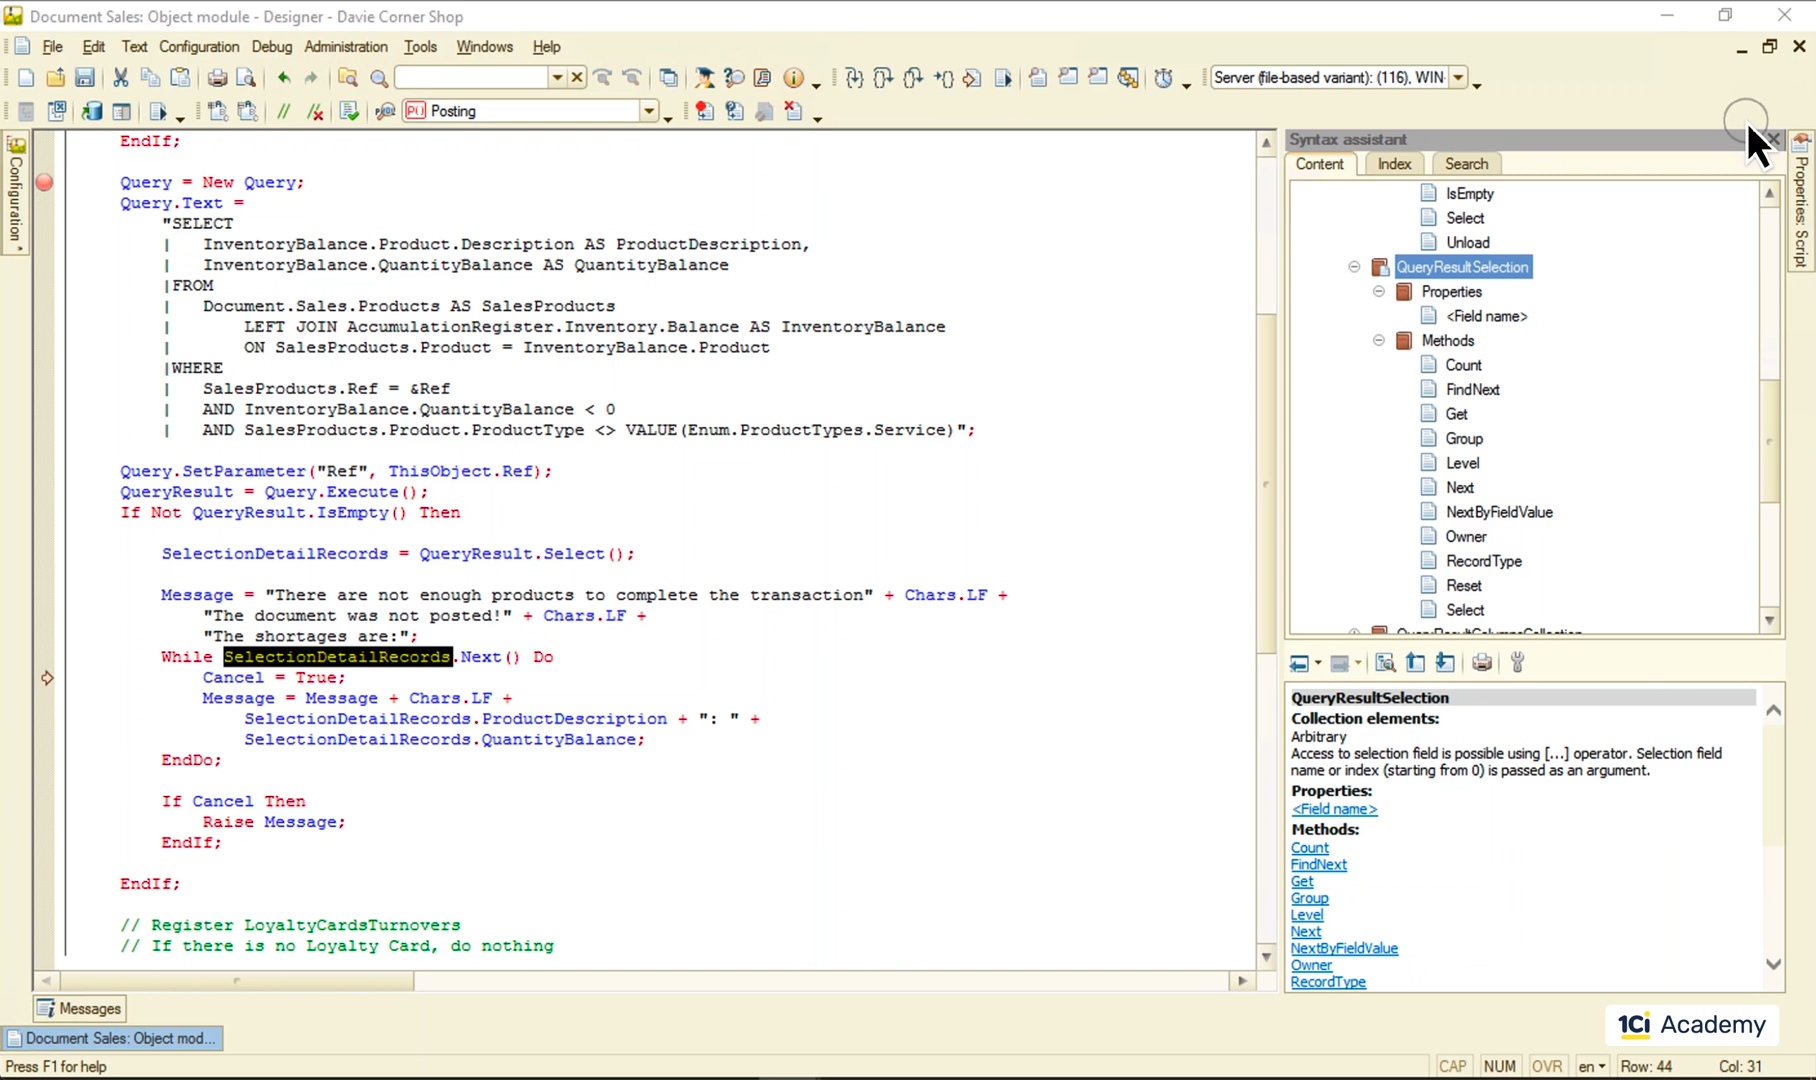 Document Sales: Object module - Designer - Davie Corner Shop
File Edit Text Configuration Debug Administration Tools Windows Help
Server (file-based variant): (116), WIN-
P() Posting
Configuration
EndIf;
Query = New Query;
Query.Text =
"SELECT
| InventoryBalance.Product.Description AS ProductDescription,
| InventoryBalance.QuantityBalance AS QuantityBalance
|FROM
| Document.Sales.Products AS SalesProducts
| LEFT JOIN AccumulationRegister.Inventory.Balance AS InventoryBalance
| ON SalesProducts.Product = InventoryBalance.Product
|WHERE
| SalesProducts.Ref = &Ref
| AND InventoryBalance.QuantityBalance < 0
| AND SalesProducts.Product.ProductType <> VALUE(Enum.ProductTypes.Service)";
Query.SetParameter("Ref", ThisObject.Ref);
QueryResult = Query.Execute();
If Not QueryResult.IsEmpty() Then
SelectionDetailRecords = QueryResult.Select();
Message = "There are not enough products to complete the transaction" + Chars.LF +
"The document was not posted!" + Chars.LF +
"The shortages are:";
While SelectionDetailRecords.Next() Do
Cancel = True;
Message = Message + Chars.LF +
SelectionDetailRecords.ProductDescription + ": " +
SelectionDetailRecords.QuantityBalance;
EndDo;
If Cancel Then
Raise Message;
EndIf;
EndIf;
// Register LoyaltyCardsTurnovers
// If there is no Loyalty Card, do nothing
Syntax assistant
Content Index Search
IsEmpty
Select
Unload
QueryResultSelection
Properties
<Field name>
Methods
Count
FindNext
Get
Group
Level
Next
NextByFieldValue
Owner
RecordType
Reset
Select
QueryResultColumnsCollection
QueryResultSelection
Collection elements:
Arbitrary
Access to selection field is possible using [...] operator. Selection field
name or index (starting from 0) is passed as an argument.
Properties:
<Field name>
Methods:
Count
FindNext
Get
Group
Level
Next
NextByFieldValue
Owner
RecordType
Properties: Script
Messages
1Ci Academy
Document Sales: Object mod...
Press F1 for help
CAP NUM OVR en Row: 44 Col: 31